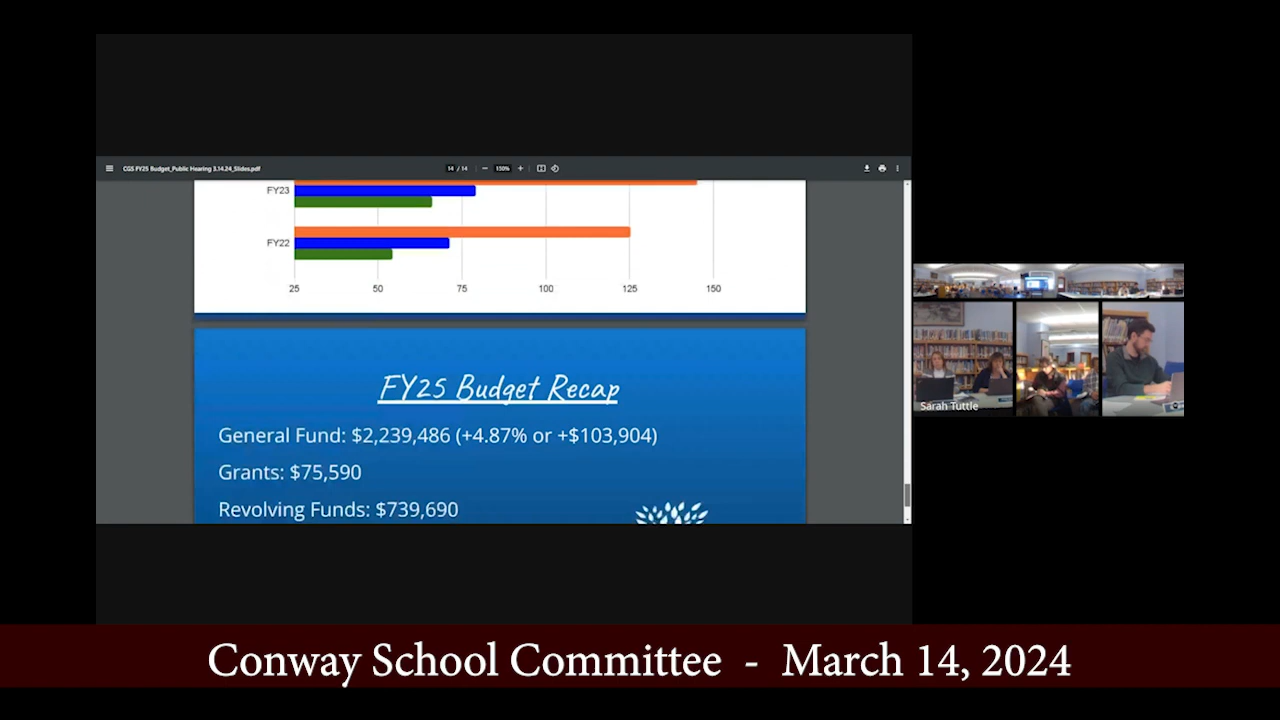 CGS FY25 Budget_Public Hearing 3.14.24_Slides.pdf
14 / 14
150%
FY23
FY22
25 50 75 100 125 150
FY25 Budget Recap
General Fund: $2,239,486 (+4.87% or +$103,904)
Grants: $75,590
Revolving Funds: $739,690
Sarah Tuttle
Conway School Committee - March 14, 2024